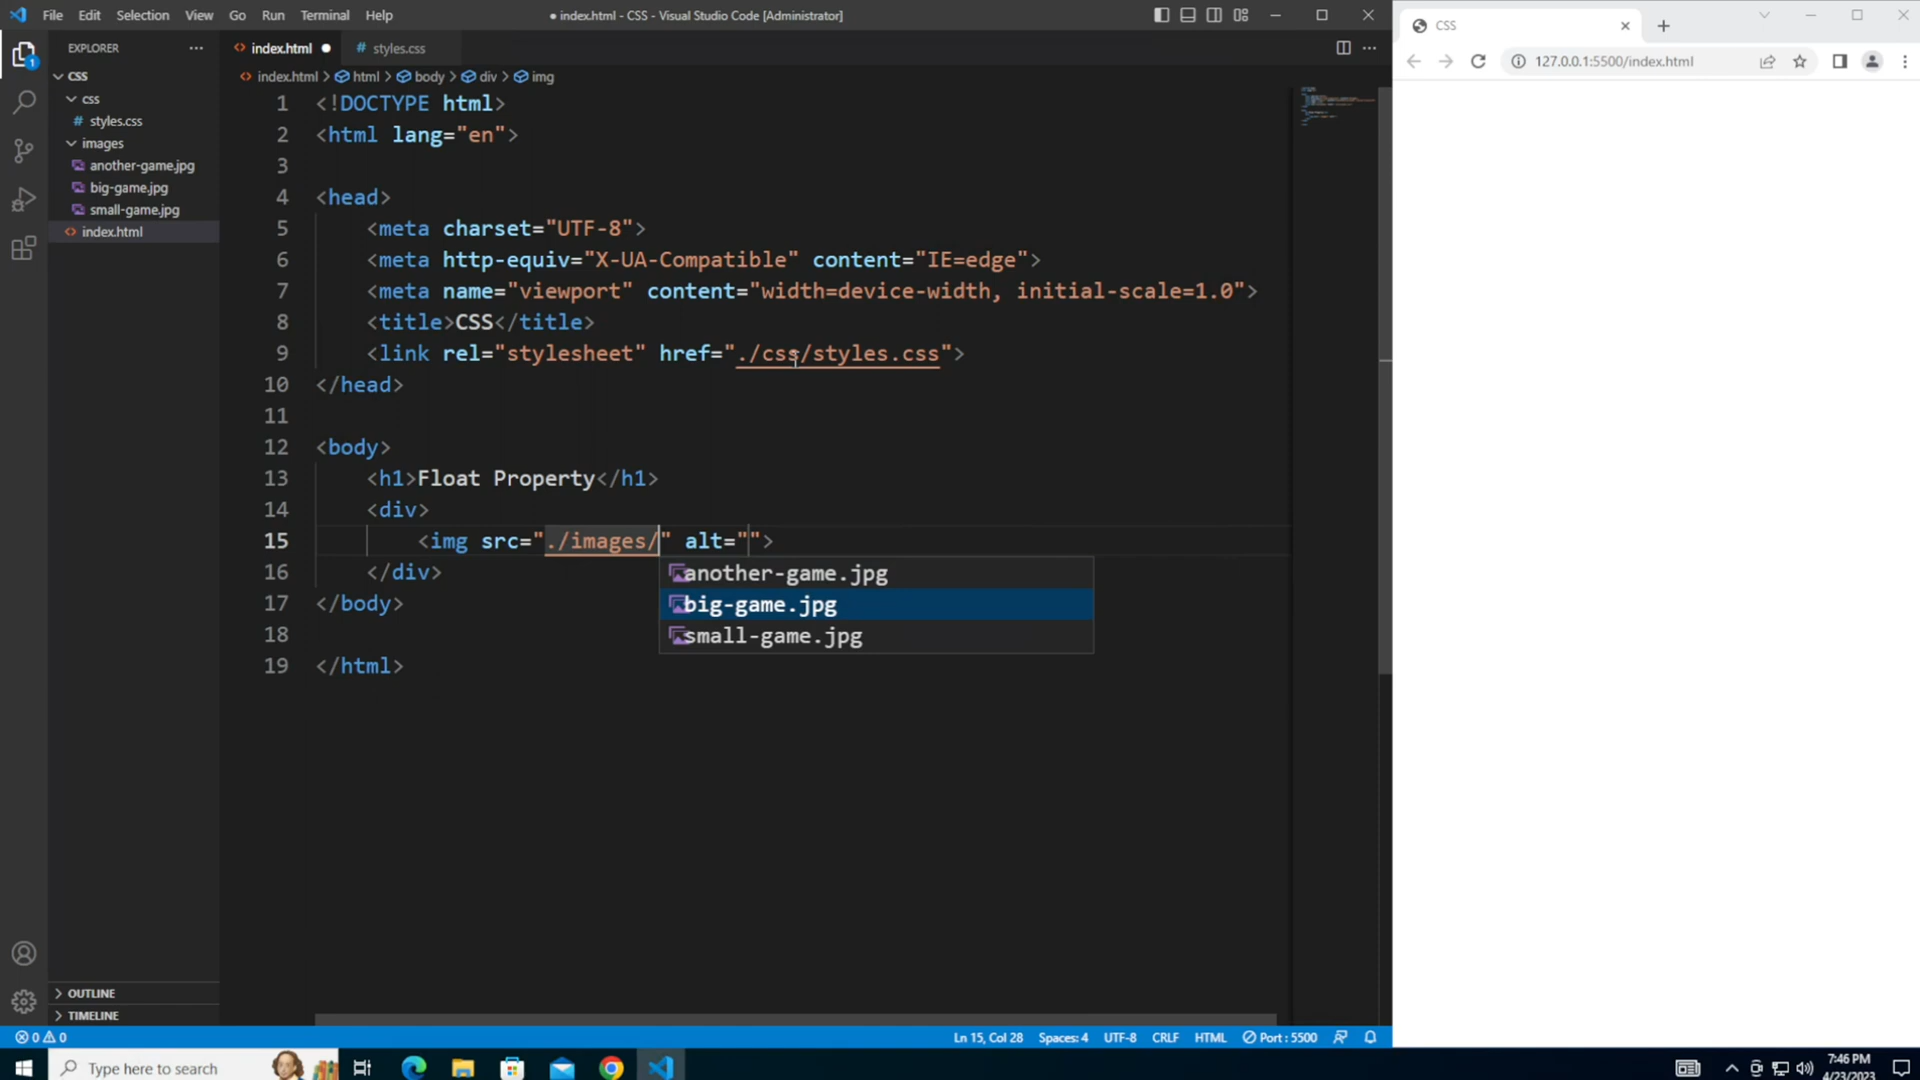 File Edit Selection View Go Run Terminal Help
● index.html - CSS - Visual Studio Code [Administrator]
EXPLORER
CSS
css
# styles.css
images
another-game.jpg
big-game.jpg
small-game.jpg
<> index.html
OUTLINE
TIMELINE
1
<> index.html ●
# styles.css
<> index.html > html > body > div > img
1 <!DOCTYPE html>
2 <html lang="en">
3
4 <head>
5 <meta charset="UTF-8">
6 <meta http-equiv="X-UA-Compatible" content="IE=edge">
7 <meta name="viewport" content="width=device-width, initial-scale=1.0">
8 <title>CSS</title>
9 <link rel="stylesheet" href="./css/styles.css">
10 </head>
11
12 <body>
13 <h1>Float Property</h1>
14 <div>
15 <img src="./images/" alt="">
another-game.jpg
big-game.jpg
small-game.jpg
16 </div>
17 </body>
18
19 </html>
CSS
127.0.0.1:5500/index.html
0 0
Ln 15, Col 28 Spaces: 4 UTF-8 CRLF HTML Port : 5500
Type here to search
7:46 PM
4/23/2023